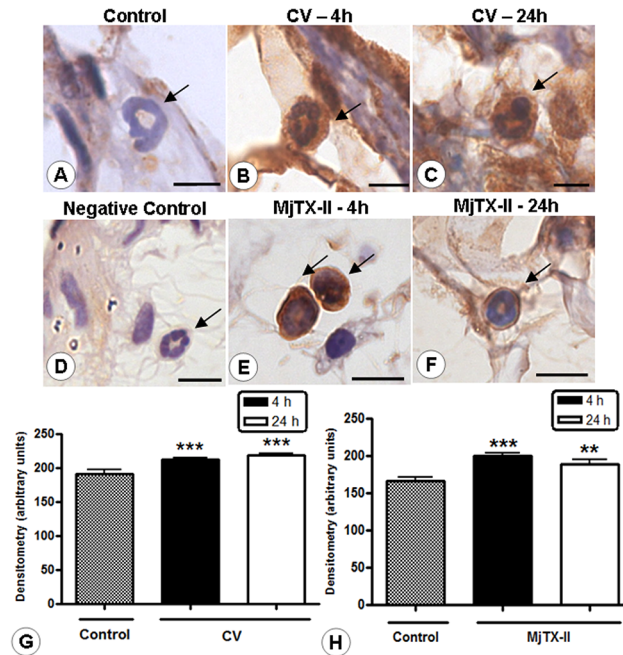 Control
CV – 4h
CV – 24h
A
B
C
Negative Control
MjTX-II - 4h
MjTX-II - 24h
D
E
F
4 h
24 h
Densitometry (arbitrary units)
250
200
150
100
50
0
***
***
Control
CV
G
4 h
24 h
Densitometry (arbitrary units)
250
200
150
100
50
0
***
**
Control
MjTX-II
H